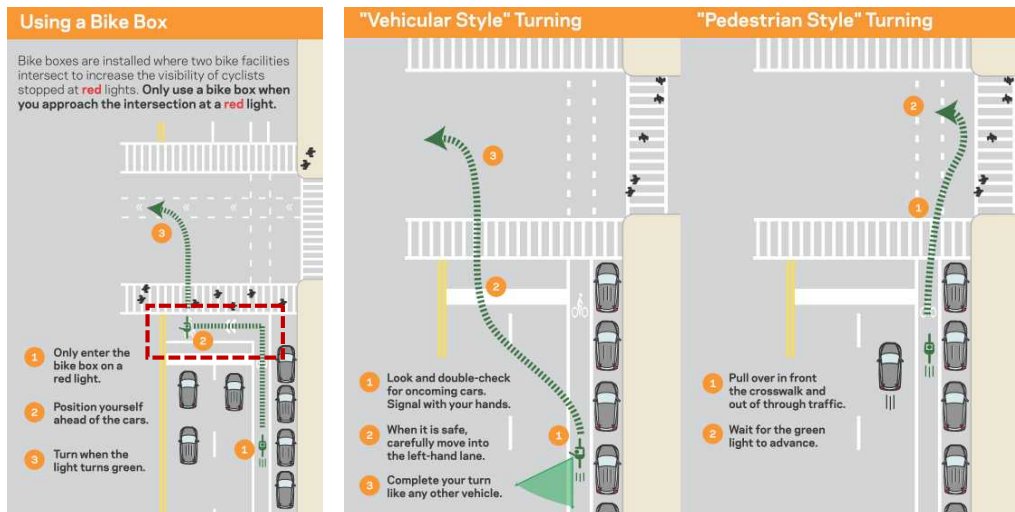 Using a Bike Box
Bike boxes are installed where two bike facilities
intersect to increase the visibility of cyclists
stopped at red lights. Only use a bike box when
you approach the intersection at a red light.
3
2
1
1 Only enter the
bike box on a
red light.
2 Position yourself
ahead of the cars.
3 Turn when the
light turns green.
"Vehicular Style" Turning
3
2
1
1 Look and double-check
for oncoming cars.
Signal with your hands.
2 When it is safe,
carefully move into
the left-hand lane.
3 Complete your turn
like any other vehicle.
"Pedestrian Style" Turning
2
1
1 Pull over in front
the crosswalk and
out of through traffic.
2 Wait for the green
light to advance.